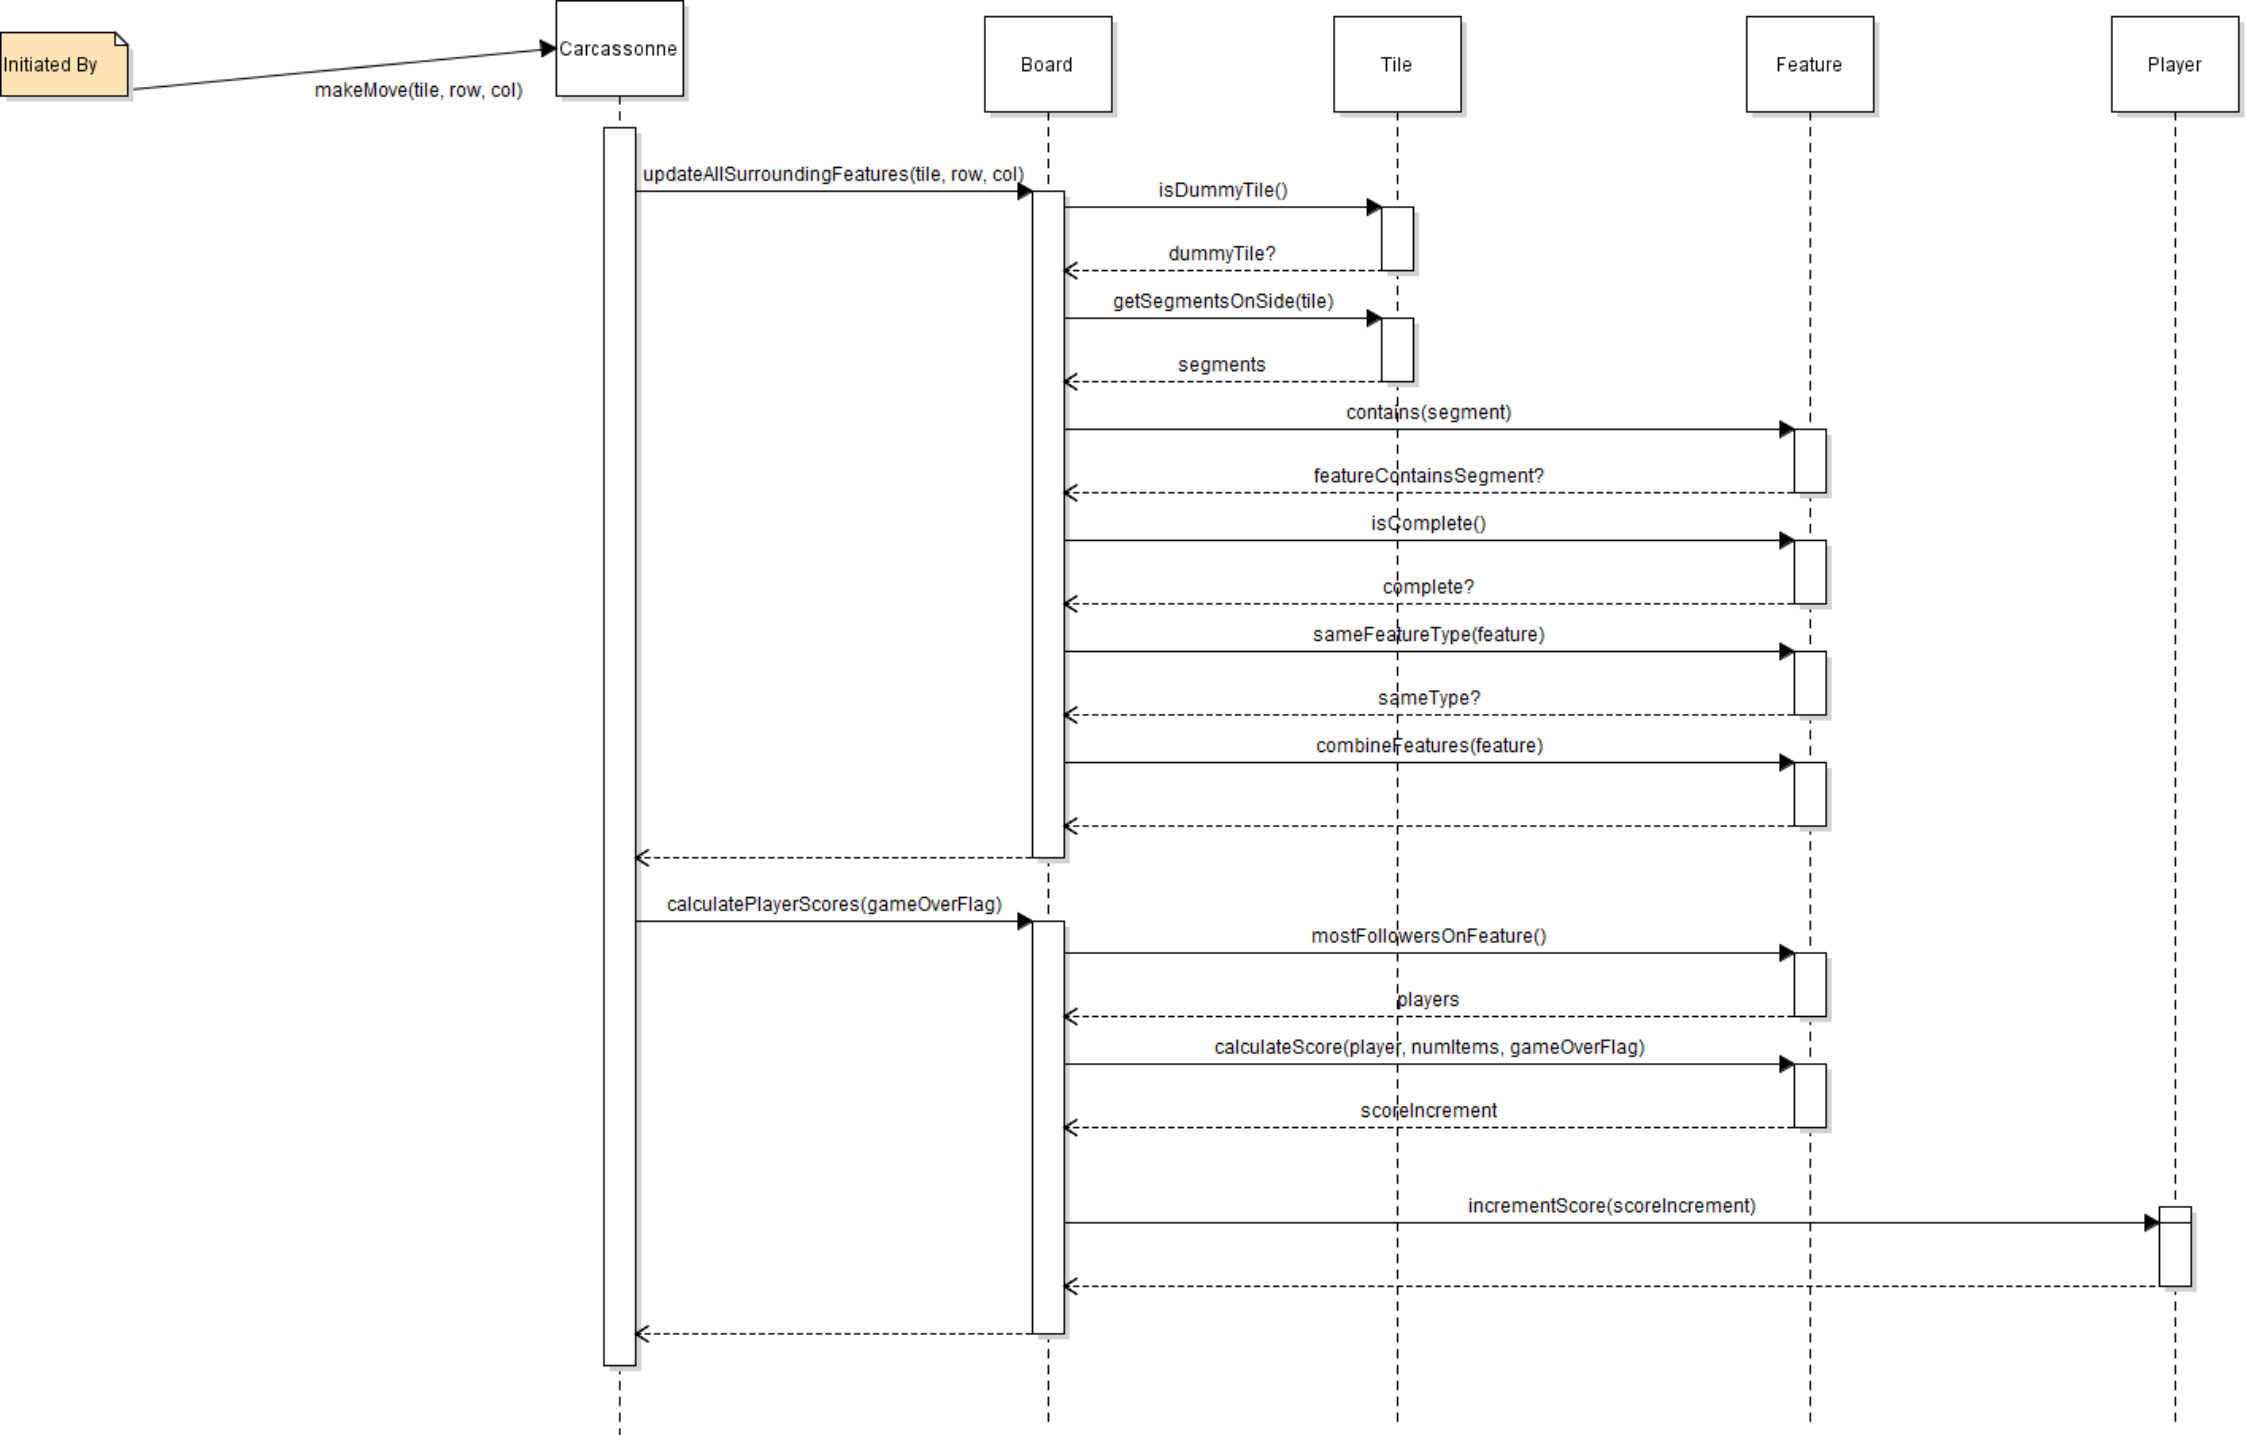 Initiated By
makeMove(tile, row, col)
Carcassonne
Board
Tile
Feature
Player
updateAllSurroundingFeatures(tile, row, col)
isDummyTile()
dummyTile?
getSegmentsOnSide(tile)
segments
contains(segment)
featureContainsSegment?
isComplete()
complete?
sameFeatureType(feature)
sameType?
combineFeatures(feature)
calculatePlayerScores(gameOverFlag)
mostFollowersOnFeature()
players
calculateScore(player, numItems, gameOverFlag)
scoreIncrement
incrementScore(scoreIncrement)